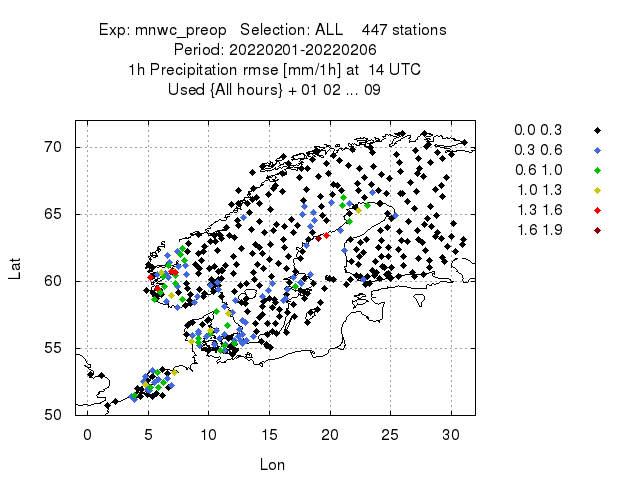 Exp: mnwc_preop   Selection: ALL    447 stations
Period: 20220201-20220206
1h Precipitation rmse [mm/1h] at  14 UTC
Used {All hours} + 01 02 ... 09
0.0 0.3
0.3 0.6
0.6 1.0
1.0 1.3
1.3 1.6
1.6 1.9
70
65
60
55
50
Lat
0 5 10 15 20 25 30
Lon